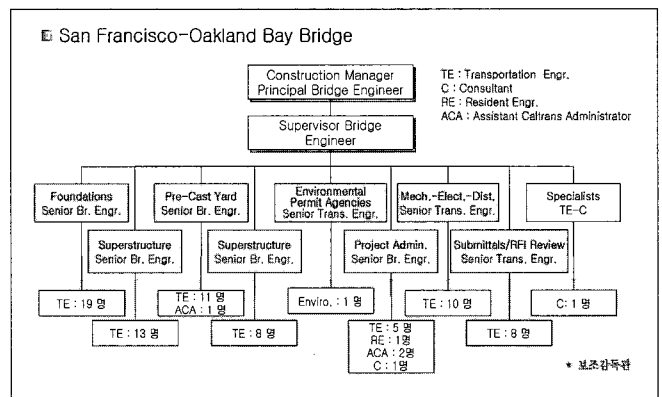 San Francisco-Oakland Bay Bridge
Construction Manager
Principal Bridge Engineer
TE : Transportation Engr.
C : Consultant
RE : Resident Engr.
ACA : Assistant Caltrans Administrator
Supervisor Bridge
Engineer
Foundations
Senior Br. Engr.
Pre-Cast Yard
Senior Br. Engr.
Environmental
Permit Agencies
Senior Trans. Engr.
Mech.-Elect.-Dist.
Senior Trans. Engr.
Specialists
TE-C
Superstructure
Senior Br. Engr.
Superstructure
Senior Br. Engr.
Project Admin.
Senior Br. Engr.
Submittals/RFI Review
Senior Trans. Engr.
TE : 19 명
TE : 11 명
ACA : 1 명
Enviro. : 1 명
TE : 10 명
C : 1 명
TE : 13 명
TE : 8 명
TE : 5 명
RE : 1명
ACA : 2명
C : 1명
TE : 8 명
* 보조감독관